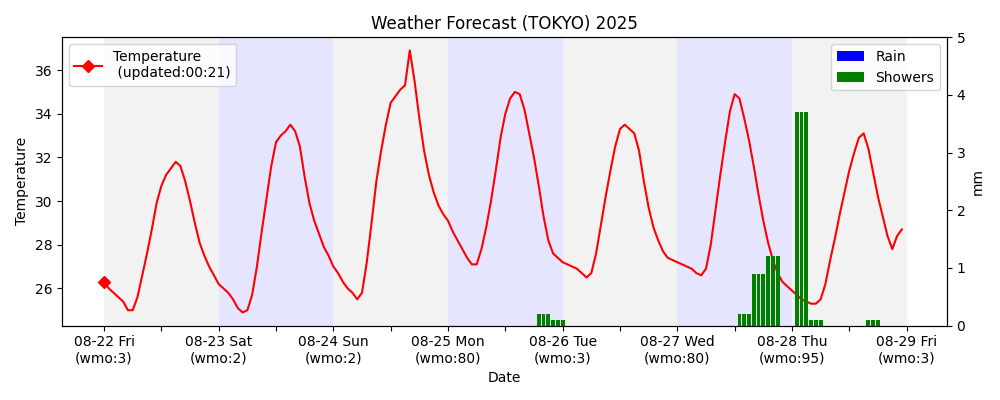 Weather Forecast (TOKYO) 2025
Temperature
(updated:00:21)
Rain
Showers
Temperature
36
34
32
30
28
26
5
4
3
2
1
0
mm
08-22 Fri
(wmo:3)
08-23 Sat
(wmo:2)
08-24 Sun
(wmo:2)
08-25 Mon
(wmo:80)
08-26 Tue
(wmo:3)
08-27 Wed
(wmo:80)
08-28 Thu
(wmo:95)
08-29 Fri
(wmo:3)
Date